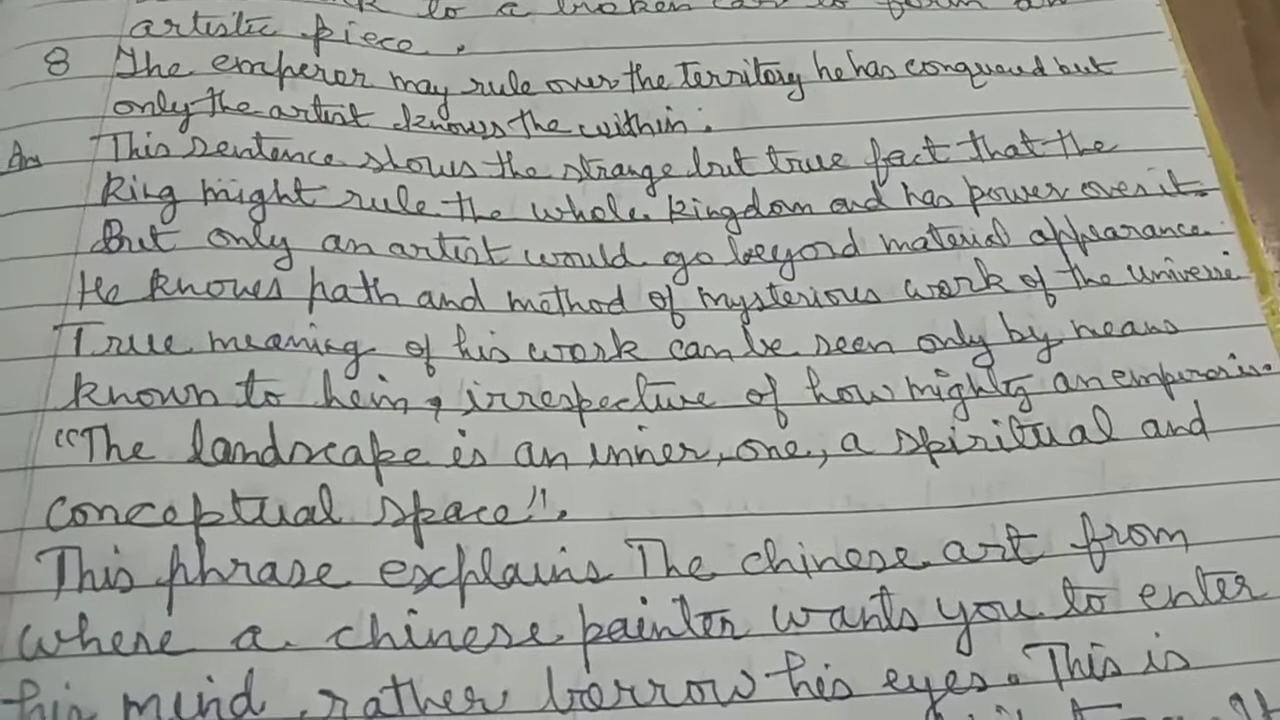 to a broken
artistic piece.
8 The emperor may rule over the territory he has conquered but
only the artist knows the within.
Ans This sentence shows the strange but true fact that the
King might rule the whole kingdom and has power over it.
But only an artist would go beyond material appearance.
He knows path and method of mysterious work of the universe
True meaning of his work can be seen only by means
known to him, irrespective of how mighty an emperor is.
"The landscape is an inner, one, a spiritual and
conceptual space".
This phrase explains The chinese art from
where a chinese painter wants you to enter
his mind, rather borrow his eyes. This is